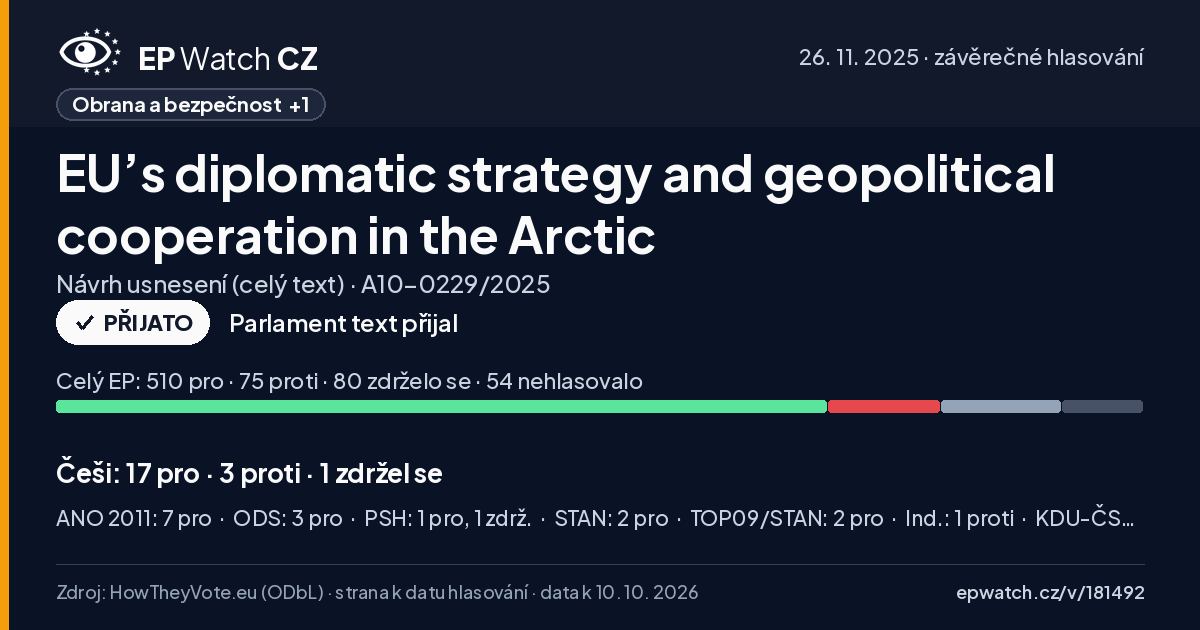 EP Watch CZ
26. 11. 2025 · závěrečné hlasování
Obrana a bezpečnost +1
EU’s diplomatic strategy and geopolitical
cooperation in the Arctic
Návrh usnesení (celý text) · A10–0229/2025
PŘIJATO
Parlament text přijal
Celý EP: 510 pro · 75 proti · 80 zdrželo se · 54 nehlasovalo
Češi: 17 pro · 3 proti · 1 zdržel se
ANO 2011: 7 pro · ODS: 3 pro · PSH: 1 pro, 1 zdrž. · STAN: 2 pro · TOP09/STAN: 2 pro · Ind.: 1 proti · KDU-ČS…
Zdroj: HowTheyVote.eu (ODbL) · strana k datu hlasování · data k 10. 10. 2026
epwatch.cz/v/181492